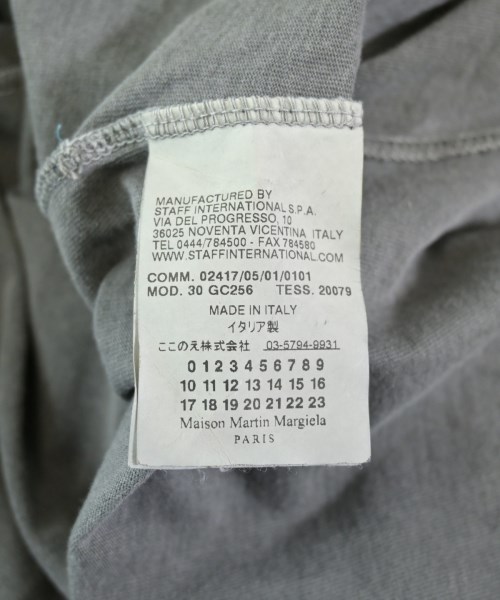 MANUFACTURED BY
STAFF INTERNATIONAL S.P.A.
VIA DEL PROGRESSO, 10
36025 NOVENTA VICENTINA ITALY
TEL 0444/784500 - FAX 784580
WWW.STAFFINTERNATIONAL.COM
COMM. 02417/05/01/0101
MOD. 30 GC256 TESS. 20079
MADE IN ITALY
イタリア製
ここのえ株式会社 03-5794-9931
0 1 2 3 4 5 6 7 8 9
10 11 12 13 14 15 16
17 18 19 20 21 22 23
Maison Martin Margiela
PARIS